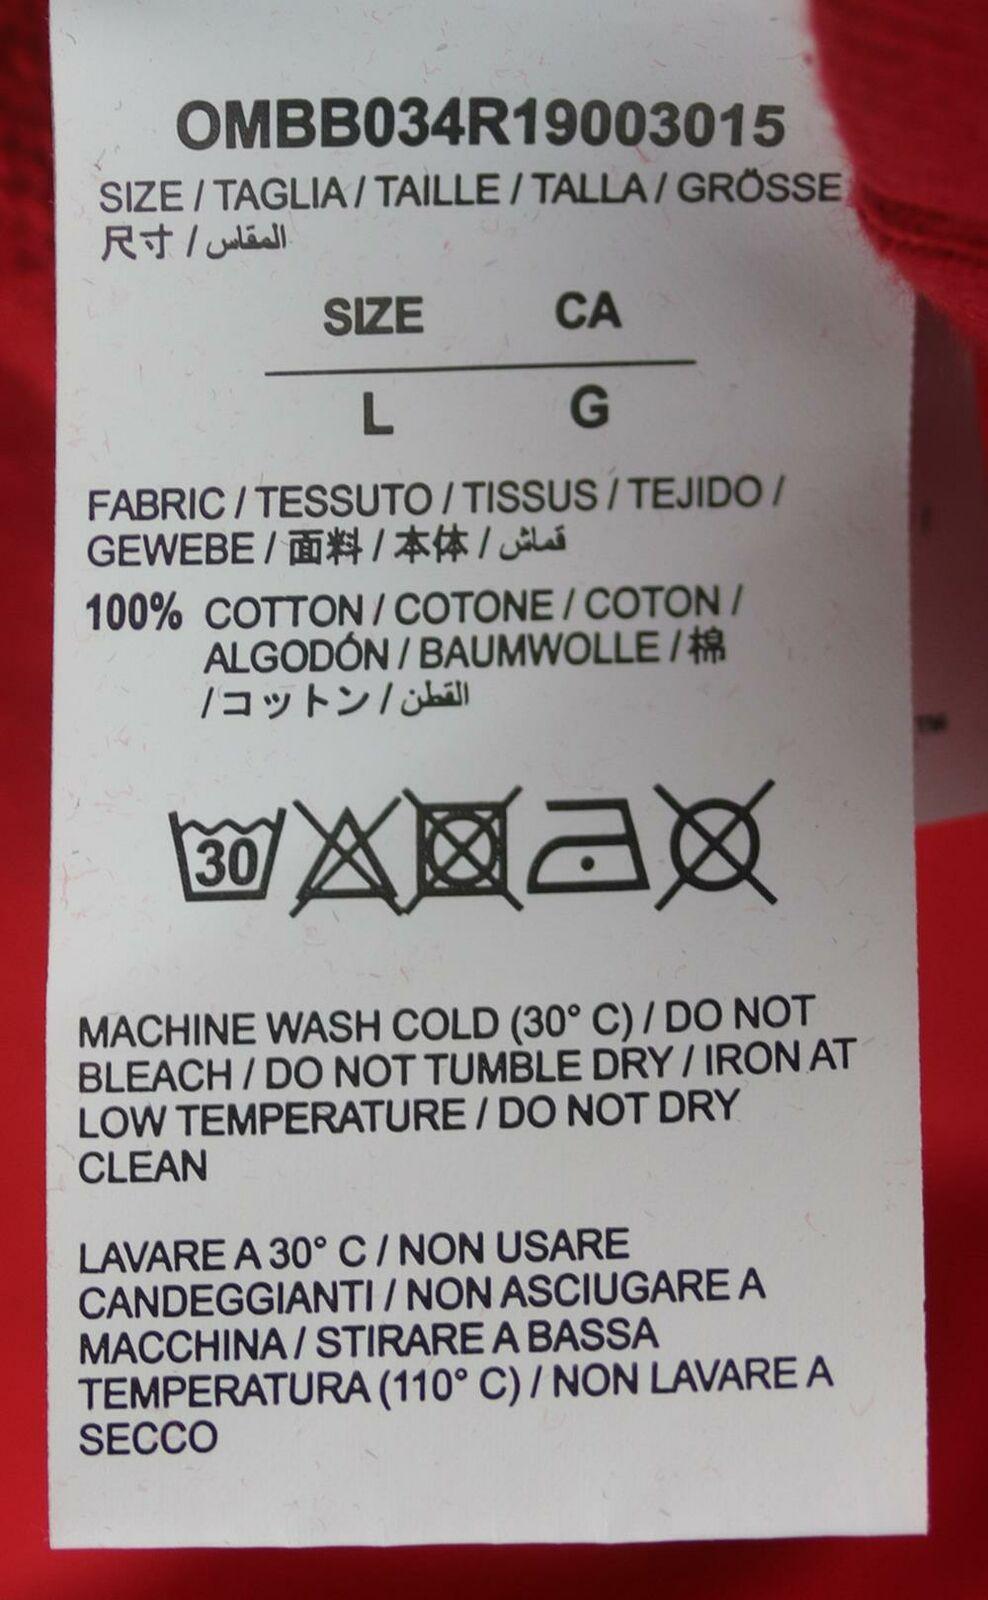 OMBB034R19003015
SIZE / TAGLIA / TAILLE / TALLA / GRÖSSE
尺寸 / المقاس
SIZE CA
L G
FABRIC / TESSUTO / TISSUS / TEJIDO /
GEWEBE / 面料 / 本体 / قماش
100% COTTON / COTONE / COTON /
ALGODÓN / BAUMWOLLE / 棉
/ コットン / القطن
30
MACHINE WASH COLD (30° C) / DO NOT
BLEACH / DO NOT TUMBLE DRY / IRON AT
LOW TEMPERATURE / DO NOT DRY
CLEAN
LAVARE A 30° C / NON USARE
CANDEGGIANTI / NON ASCIUGARE A
MACCHINA / STIRARE A BASSA
TEMPERATURA (110° C) / NON LAVARE A
SECCO
TM